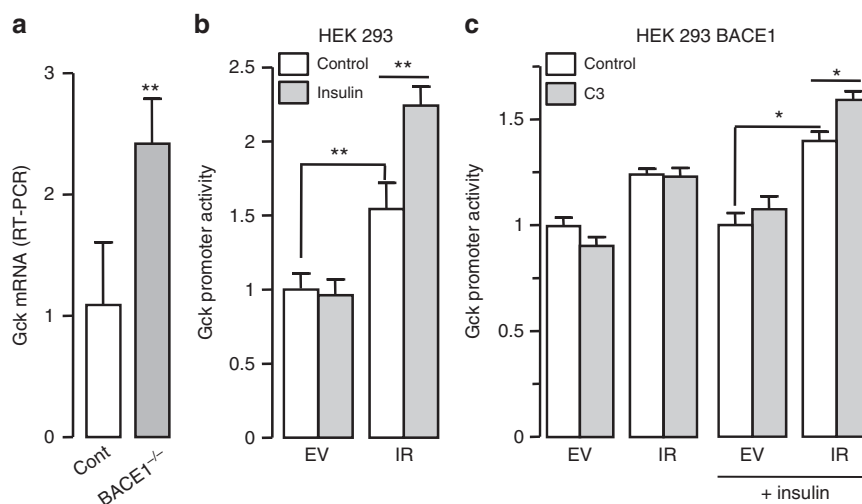 a
Gck mRNA (RT-PCR)
3
2
1
0
**
Cont
BACE1–/–
b
HEK 293
Control
Insulin
Gck promoter activity
2.5
2
1.5
1
0.5
0
**
**
EV
IR
c
HEK 293 BACE1
Control
C3
Gck promoter activity
1.5
1
0.5
0
*
*
EV
IR
EV
IR
+ insulin